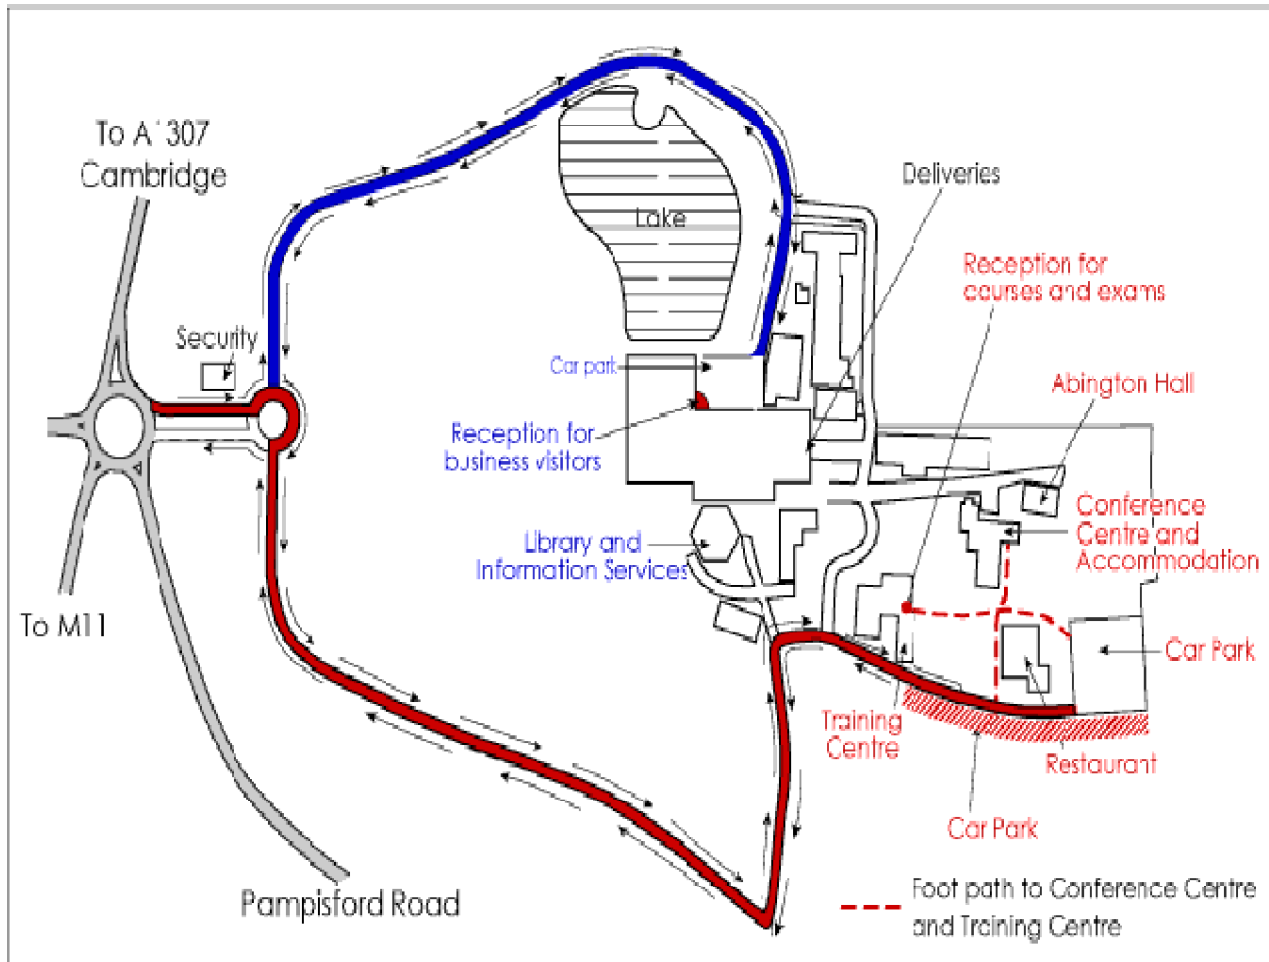 To A1307
Cambridge
Deliveries
Lake
Reception for
courses and exams
Security
Car park
Abington Hall
Reception for
business visitors
Conference
Centre and
Accommodation
Library and
Information Services
To M11
Car Park
Training
Centre
Restaurant
Car Park
Pampisford Road
Foot path to Conference Centre
and Training Centre